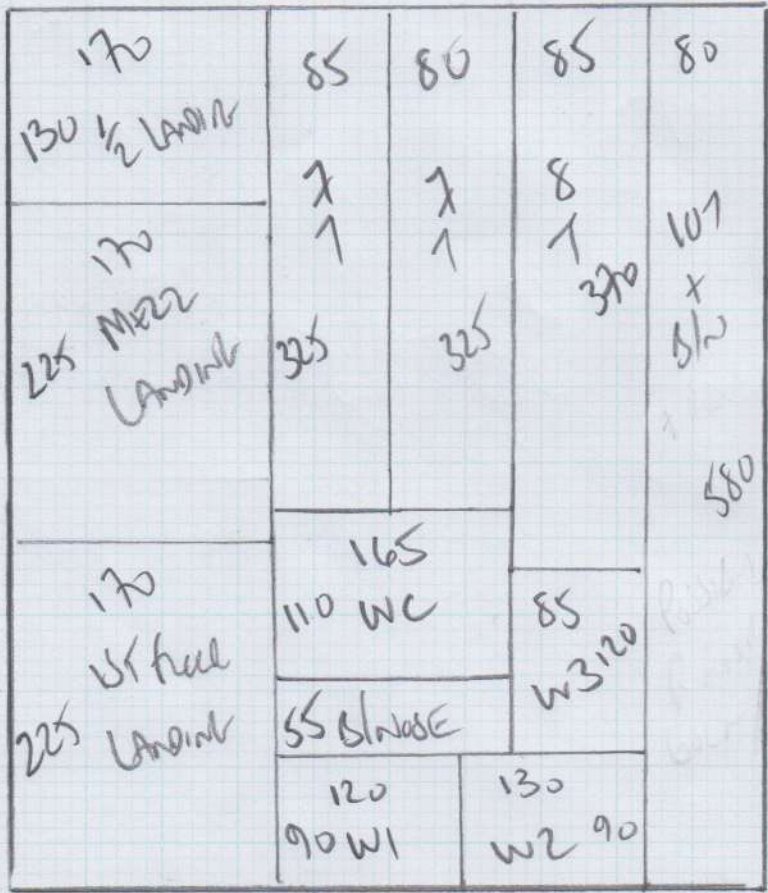 170
130 ½ LANDING
170
MEZZ
225 LANDING
170
1ST FLOOR
225 LANDING
85
7
1
325
80
7
1
325
85
8
1
370
80
101
x
B/N
580
165
110 WC
55 B/NOSE
85
W3 120
120
90 W1
130
W2 90